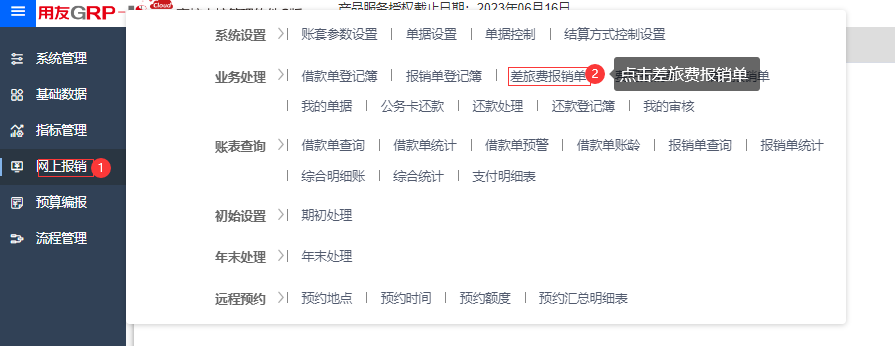 用友GRP Cloud 产品服务授权截止日期：2023年06月16日
系统管理
基础数据
指标管理
网上报销 1
预算编报
流程管理
系统设置 账套参数设置 单据设置 单据控制 结算方式控制设置
业务处理 借款单登记簿 报销单登记簿 差旅费报销单 2 点击差旅费报销单
我的单据 公务卡还款 还款处理 还款登记簿 我的审核
账表查询 借款单查询 借款单统计 借款单预警 借款单账龄 报销单查询 报销单统计
综合明细账 综合统计 支付明细表
初始设置 期初处理
年末处理 年末处理
远程预约 预约地点 预约时间 预约额度 预约汇总明细表